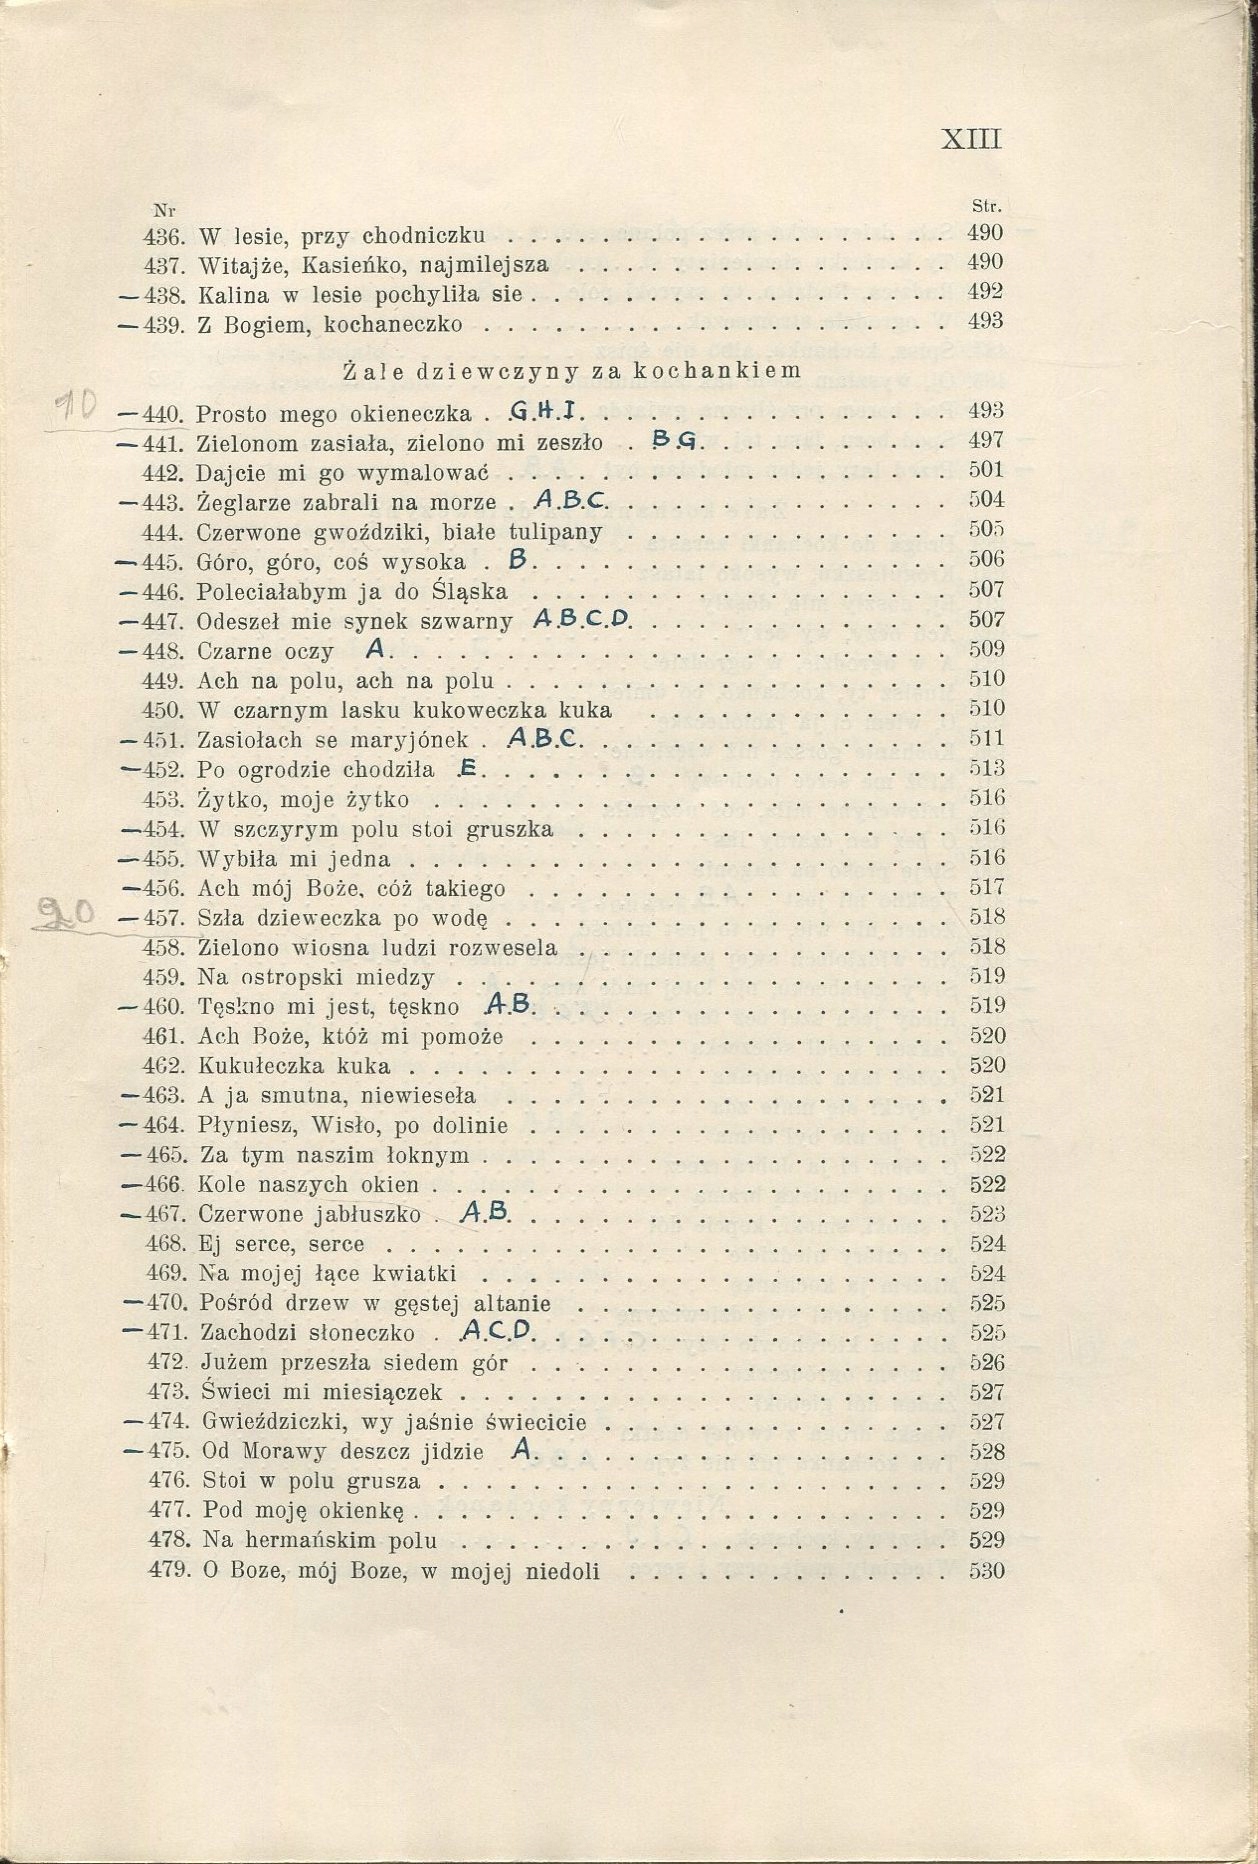 XIII
Nr Str.
436. W lesie, przy chodniczku . . . . . . . . . . . . . . . . . . . 490
437. Witajże, Kasieńko, najmilejsza . . . . . . . . . . . . . . . . 490
— 438. Kalina w lesie pochyliła sie . . . . . . . . . . . . . . . . . . 492
— 439. Z Bogiem, kochaneczko . . . . . . . . . . . . . . . . . . . . 493
Żale dziewczyny za kochankiem
10 — 440. Prosto mego okieneczka . . G.H.I. . . . . . . . . . . . . . . . 493
— 441. Zielonom zasiała, zielono mi zeszło . B.G. . . . . . . . . . . . 497
442. Dajcie mi go wymalować . . . . . . . . . . . . . . . . . . . 501
— 443. Żeglarze zabrali na morze . A.B.C. . . . . . . . . . . . . . . . 504
444. Czerwone gwoździki, białe tulipany . . . . . . . . . . . . . . 505
— 445. Góro, góro, coś wysoka . B. . . . . . . . . . . . . . . . . . . 506
— 446. Poleciałabym ja do Śląska . . . . . . . . . . . . . . . . . . 507
— 447. Odeszeł mie synek szwarny A.B.C.D. . . . . . . . . . . . . . . 507
— 448. Czarne oczy A. . . . . . . . . . . . . . . . . . . . . . . . 509
449. Ach na polu, ach na polu . . . . . . . . . . . . . . . . . . . 510
450. W czarnym lasku kukoweczka kuka . . . . . . . . . . . . . 510
— 451. Zasiołach se maryjónek . A.B.C. . . . . . . . . . . . . . . . . 511
— 452. Po ogrodzie chodziła .E. . . . . . . . . . . . . . . . . . . . 513
453. Żytko, moje żytko . . . . . . . . . . . . . . . . . . . . . . 516
— 454. W szczyrym polu stoi gruszka . . . . . . . . . . . . . . . . 516
— 455. Wybiła mi jedna . . . . . . . . . . . . . . . . . . . . . . . 516
— 456. Ach mój Boże, cóż takiego . . . . . . . . . . . . . . . . . . 517
20 — 457. Szła dzieweczka po wodę . . . . . . . . . . . . . . . . . . . 518
458. Zielono wiosna ludzi rozwesela . . . . . . . . . . . . . . . . 518
459. Na ostropski miedzy . . . . . . . . . . . . . . . . . . . . . 519
— 460. Tęskno mi jest, tęskno .A.B. . . . . . . . . . . . . . . . . . . 519
461. Ach Boże, któż mi pomoże . . . . . . . . . . . . . . . . . . 520
462. Kukułeczka kuka . . . . . . . . . . . . . . . . . . . . . . . 520
— 463. A ja smutna, niewieseła . . . . . . . . . . . . . . . . . . . 521
— 464. Płyniesz, Wisło, po dolinie . . . . . . . . . . . . . . . . . . 521
— 465. Za tym naszim łoknym . . . . . . . . . . . . . . . . . . . . 522
— 466. Kole naszych okien . . . . . . . . . . . . . . . . . . . . . . 522
— 467. Czerwone jabłuszko . A.B. . . . . . . . . . . . . . . . . . . . 523
468. Ej serce, serce . . . . . . . . . . . . . . . . . . . . . . . . 524
469. Na mojej łące kwiatki . . . . . . . . . . . . . . . . . . . . 524
— 470. Pośród drzew w gęstej altanie . . . . . . . . . . . . . . . . 525
— 471. Zachodzi słoneczko . .A.C.D. . . . . . . . . . . . . . . . . . . 525
472. Jużem przeszła siedem gór . . . . . . . . . . . . . . . . . . 526
473. Świeci mi miesiączek . . . . . . . . . . . . . . . . . . . . . 527
— 474. Gwieździczki, wy jaśnie świecicie . . . . . . . . . . . . . . . 527
— 475. Od Morawy deszcz jidzie A. . . . . . . . . . . . . . . . . . . 528
476. Stoi w polu grusza . . . . . . . . . . . . . . . . . . . . . . 529
477. Pod moję okienkę . . . . . . . . . . . . . . . . . . . . . . . 529
478. Na hermańskim polu . . . . . . . . . . . . . . . . . . . . . 529
479. O Boze, mój Boze, w mojej niedoli . . . . . . . . . . . . . . 530